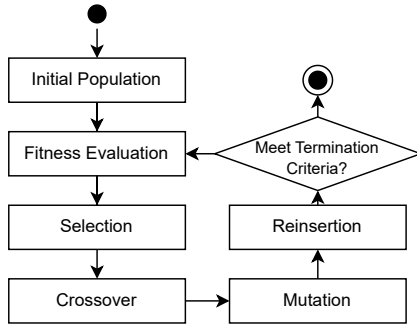 Initial Population
Fitness Evaluation
Selection
Crossover
Mutation
Reinsertion
Meet Termination
Criteria?